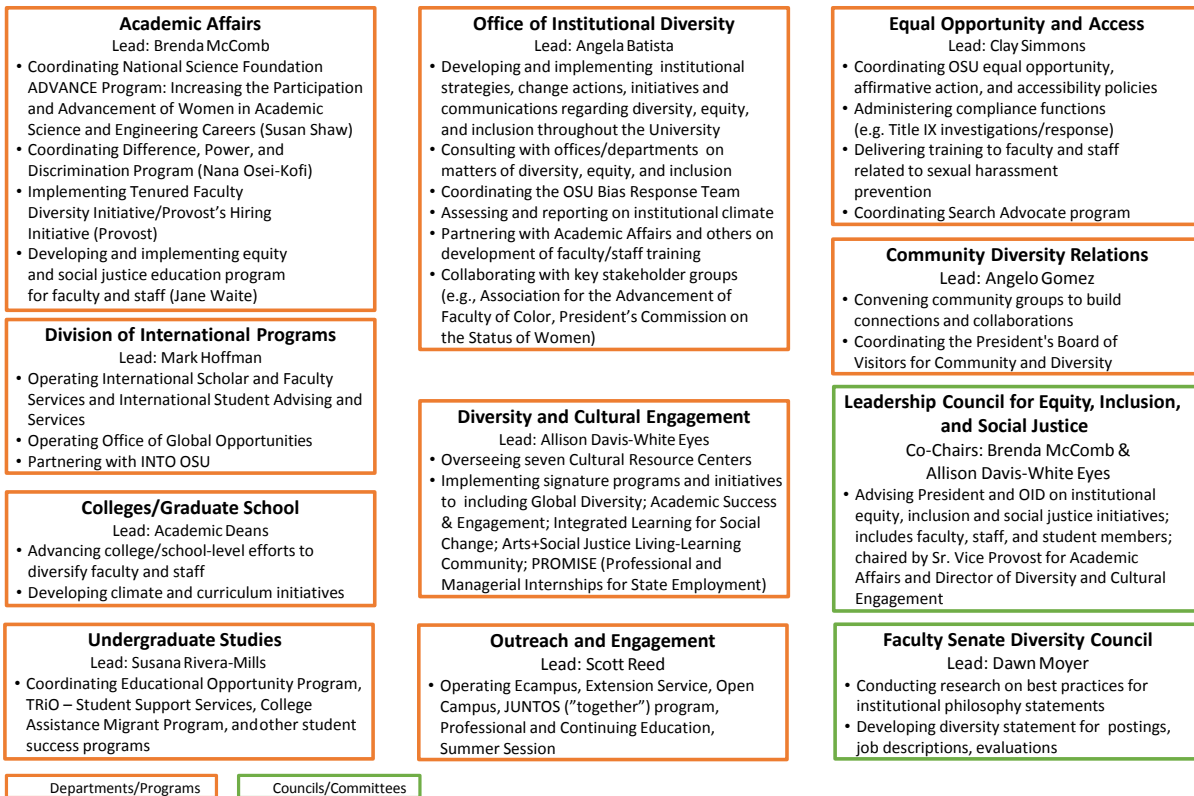 Academic Affairs
Lead: Brenda McComb
• Coordinating National Science Foundation
ADVANCE Program: Increasing the Participation
and Advancement of Women in Academic
Science and Engineering Careers (Susan Shaw)
• Coordinating Difference, Power, and
Discrimination Program (Nana Osei-Kofi)
• Implementing Tenured Faculty
Diversity Initiative/Provost's Hiring
Initiative (Provost)
• Developing and implementing equity
and social justice education program
for faculty and staff (Jane Waite)
Division of International Programs
Lead: Mark Hoffman
• Operating International Scholar and Faculty
Services and International Student Advising and
Services
• Operating Office of Global Opportunities
• Partnering with INTO OSU
Colleges/Graduate School
Lead: Academic Deans
• Advancing college/school-level efforts to
diversify faculty and staff
• Developing climate and curriculum initiatives
Undergraduate Studies
Lead: Susana Rivera-Mills
• Coordinating Educational Opportunity Program,
TRiO – Student Support Services, College
Assistance Migrant Program, and other student
success programs
Office of Institutional Diversity
Lead: Angela Batista
• Developing and implementing institutional
strategies, change actions, initiatives and
communications regarding diversity, equity,
and inclusion throughout the University
• Consulting with offices/departments on
matters of diversity, equity, and inclusion
• Coordinating the OSU Bias Response Team
• Assessing and reporting on institutional climate
• Partnering with Academic Affairs and others on
development of faculty/staff training
• Collaborating with key stakeholder groups
(e.g., Association for the Advancement of
Faculty of Color, President's Commission on
the Status of Women)
Diversity and Cultural Engagement
Lead: Allison Davis-White Eyes
• Overseeing seven Cultural Resource Centers
• Implementing signature programs and initiatives
to including Global Diversity; Academic Success
& Engagement; Integrated Learning for Social
Change; Arts+Social Justice Living-Learning
Community; PROMISE (Professional and
Managerial Internships for State Employment)
Outreach and Engagement
Lead: Scott Reed
• Operating Ecampus, Extension Service, Open
Campus, JUNTOS ("together") program,
Professional and Continuing Education,
Summer Session
Equal Opportunity and Access
Lead: Clay Simmons
• Coordinating OSU equal opportunity,
affirmative action, and accessibility policies
• Administering compliance functions
(e.g. Title IX investigations/response)
• Delivering training to faculty and staff
related to sexual harassment
prevention
• Coordinating Search Advocate program
Community Diversity Relations
Lead: Angelo Gomez
• Convening community groups to build
connections and collaborations
• Coordinating the President's Board of
Visitors for Community and Diversity
Leadership Council for Equity, Inclusion,
and Social Justice
Co-Chairs: Brenda McComb &
Allison Davis-White Eyes
• Advising President and OID on institutional
equity, inclusion and social justice initiatives;
includes faculty, staff, and student members;
chaired by Sr. Vice Provost for Academic
Affairs and Director of Diversity and Cultural
Engagement
Faculty Senate Diversity Council
Lead: Dawn Moyer
• Conducting research on best practices for
institutional philosophy statements
• Developing diversity statement for postings,
job descriptions, evaluations
Departments/Programs
Councils/Committees